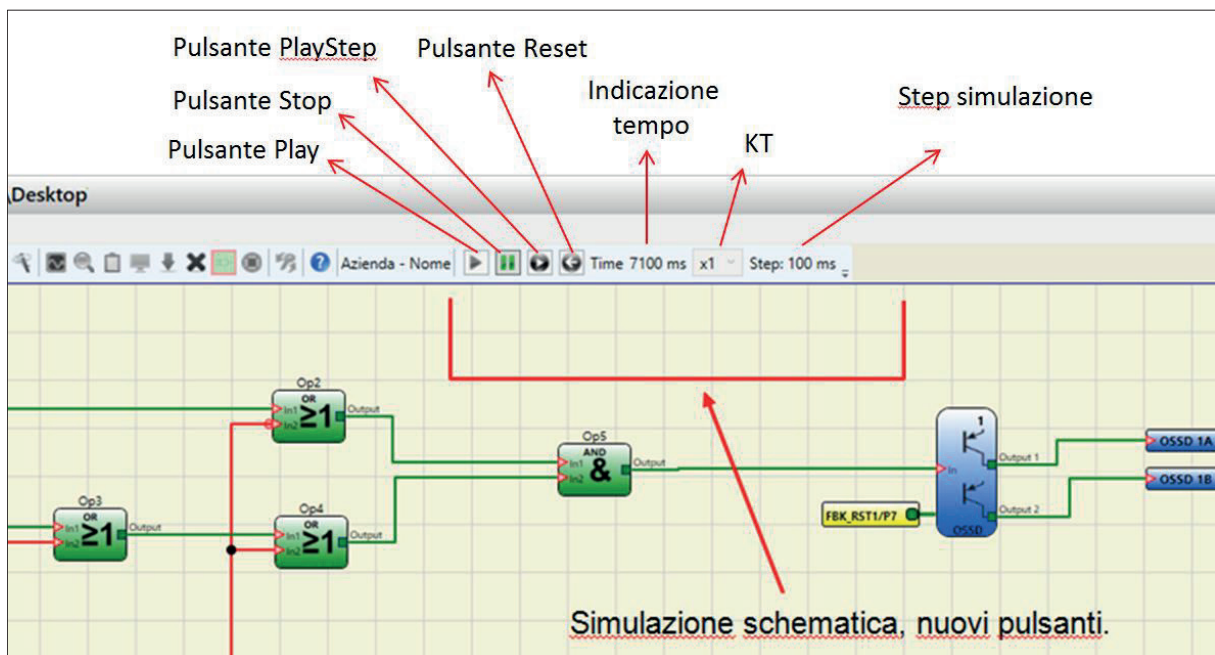 Pulsante PlayStep
Pulsante Reset
Pulsante Stop
Indicazione
tempo
Step simulazione
Pulsante Play
KT
\Desktop
Azienda - Nome
Time 7100 ms
x1
Step: 100 ms
Op2
OR
In1
In2
≥1
Output
Op5
AND
In1
In2
&
Output
1
In
Output 1
Output 2
OSSD
OSSD 1A
OSSD 1B
FBK_RST1/P7
Op3
OR
In1
In2
≥1
Output
Op4
OR
In1
In2
≥1
Output
Simulazione schematica, nuovi pulsanti.